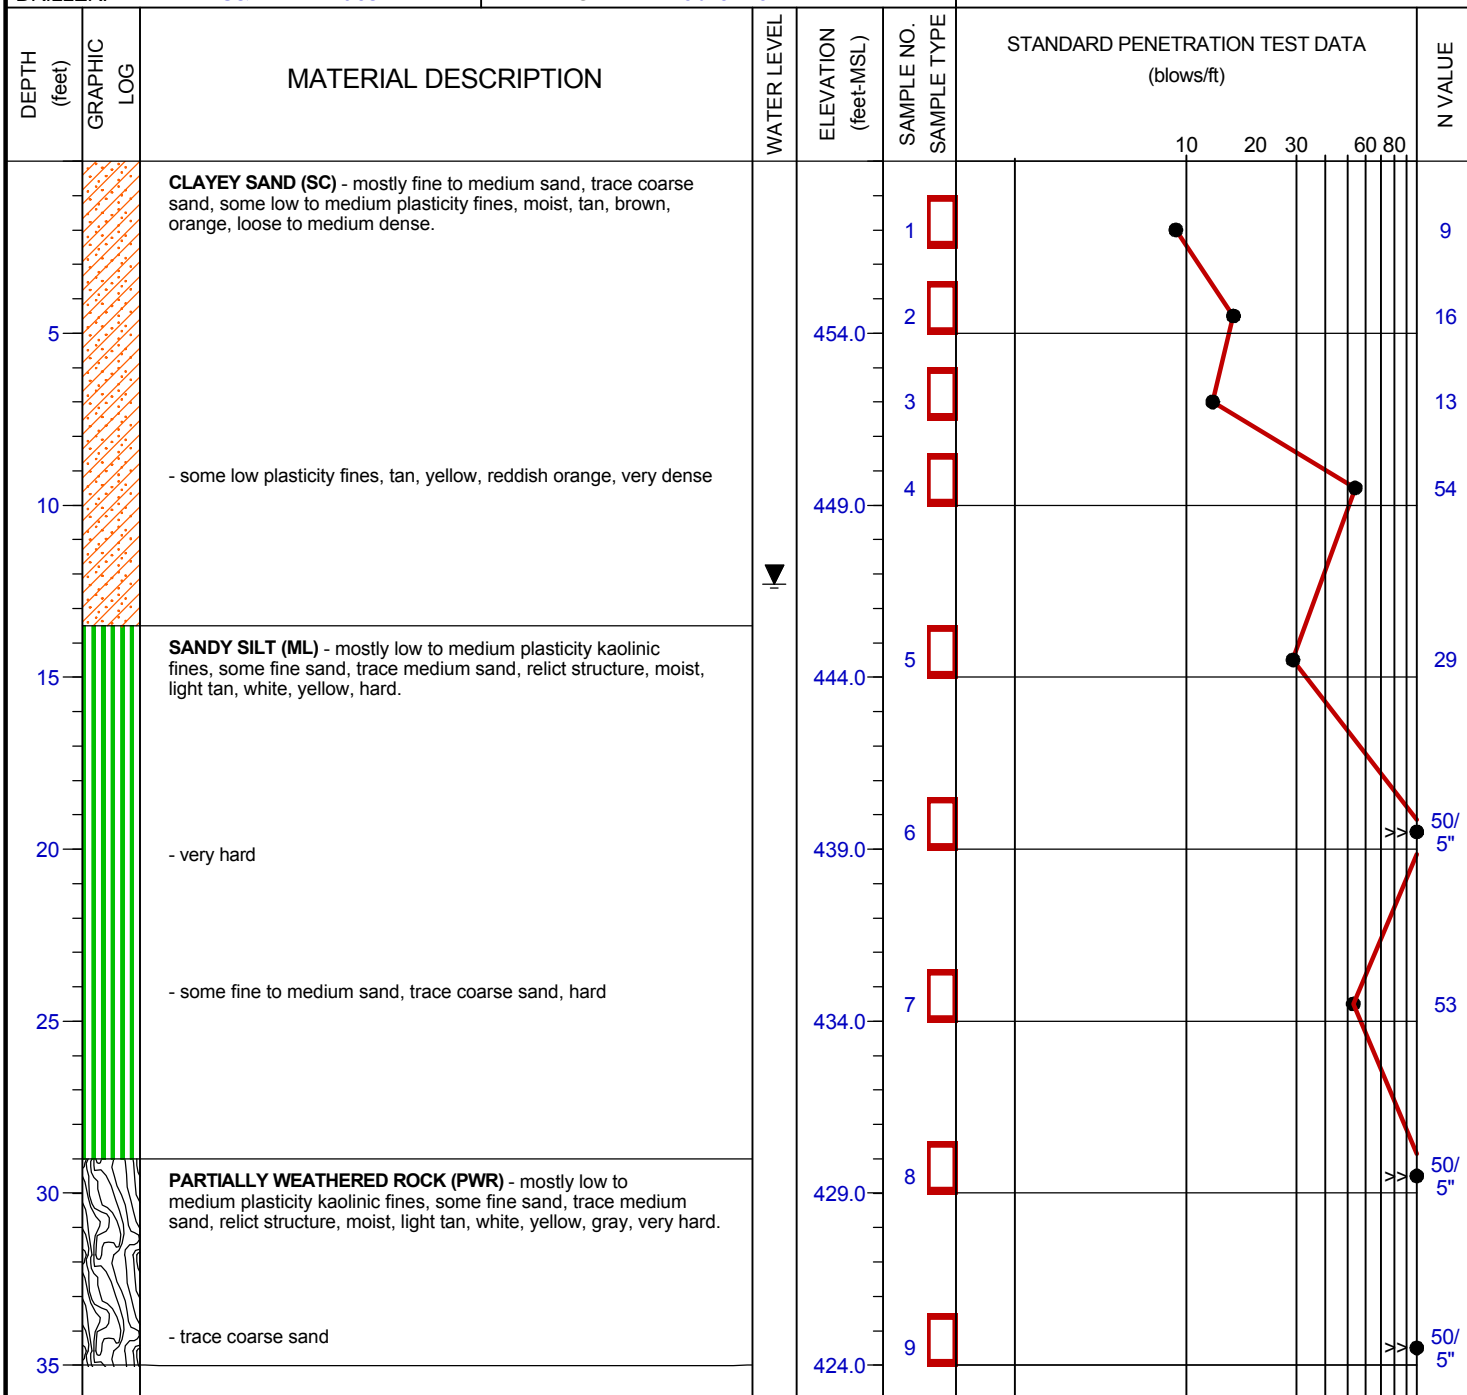 DEPTH
(feet)
GRAPHIC
LOG
MATERIAL DESCRIPTION
WATER LEVEL
ELEVATION
(feet-MSL)
SAMPLE NO.
SAMPLE TYPE
STANDARD PENETRATION TEST DATA
(blows/ft)
N VALUE
10 20 30 60 80
CLAYEY SAND (SC) - mostly fine to medium sand, trace coarse
sand, some low to medium plasticity fines, moist, tan, brown,
orange, loose to medium dense.
1 9
2 16
5 454.0
3 13
- some low plasticity fines, tan, yellow, reddish orange, very dense
4 54
10 449.0
SANDY SILT (ML) - mostly low to medium plasticity kaolinic
fines, some fine sand, trace medium sand, relict structure, moist,
light tan, white, yellow, hard.
5 29
15 444.0
6 >> 50/
5"
20 439.0
- very hard
- some fine to medium sand, trace coarse sand, hard
7 53
25 434.0
PARTIALLY WEATHERED ROCK (PWR) - mostly low to
medium plasticity kaolinic fines, some fine sand, trace medium
sand, relict structure, moist, light tan, white, yellow, gray, very hard.
8 >> 50/
5"
30 429.0
- trace coarse sand
9 >> 50/
5"
35 424.0